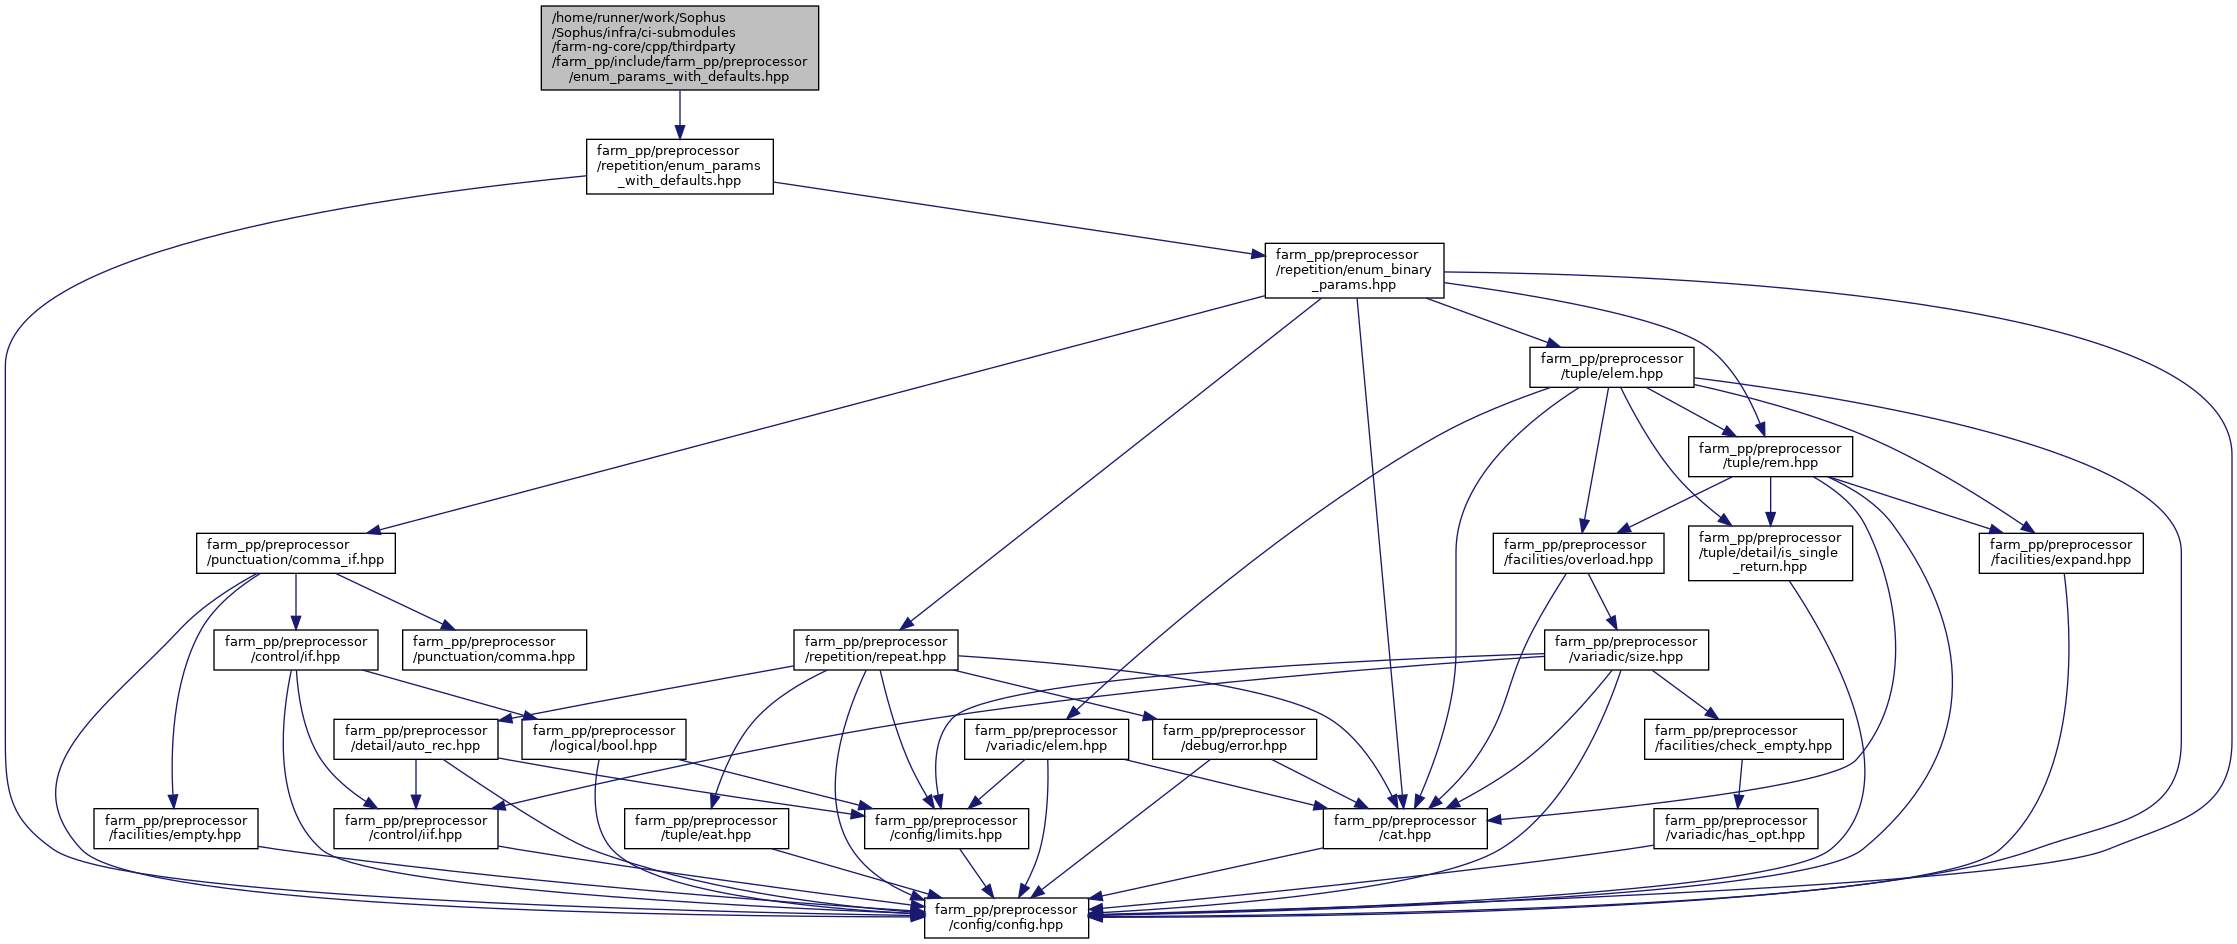 /home/runner/work/Sophus
/Sophus/infra/ci-submodules
/farm-ng-core/cpp/thirdparty
/farm_pp/include/farm_pp/preprocessor
/enum_params_with_defaults.hpp
farm_pp/preprocessor
/repetition/enum_params
_with_defaults.hpp
farm_pp/preprocessor
/repetition/enum_binary
_params.hpp
farm_pp/preprocessor
/tuple/elem.hpp
farm_pp/preprocessor
/tuple/rem.hpp
farm_pp/preprocessor
/punctuation/comma_if.hpp
farm_pp/preprocessor
/facilities/overload.hpp
farm_pp/preprocessor
/tuple/detail/is_single
_return.hpp
farm_pp/preprocessor
/facilities/expand.hpp
farm_pp/preprocessor
/control/if.hpp
farm_pp/preprocessor
/punctuation/comma.hpp
farm_pp/preprocessor
/repetition/repeat.hpp
farm_pp/preprocessor
/variadic/size.hpp
farm_pp/preprocessor
/detail/auto_rec.hpp
farm_pp/preprocessor
/logical/bool.hpp
farm_pp/preprocessor
/variadic/elem.hpp
farm_pp/preprocessor
/debug/error.hpp
farm_pp/preprocessor
/facilities/check_empty.hpp
farm_pp/preprocessor
/facilities/empty.hpp
farm_pp/preprocessor
/control/iif.hpp
farm_pp/preprocessor
/tuple/eat.hpp
farm_pp/preprocessor
/config/limits.hpp
farm_pp/preprocessor
/cat.hpp
farm_pp/preprocessor
/variadic/has_opt.hpp
farm_pp/preprocessor
/config/config.hpp